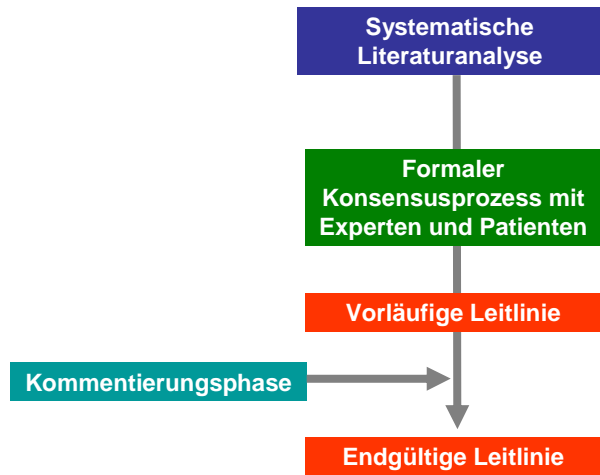 Systematische
Literaturanalyse
Formaler
Konsensusprozess mit
Experten und Patienten
Vorläufige Leitlinie
Kommentierungsphase
Endgültige Leitlinie